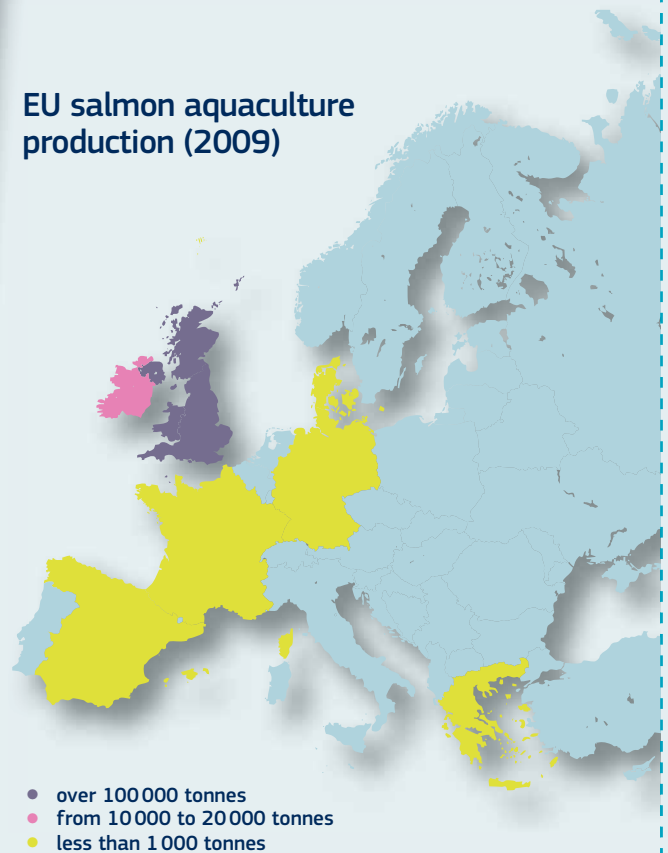 EU salmon aquaculture
production (2009)
over 100 000 tonnes
from 10 000 to 20 000 tonnes
less than 1 000 tonnes